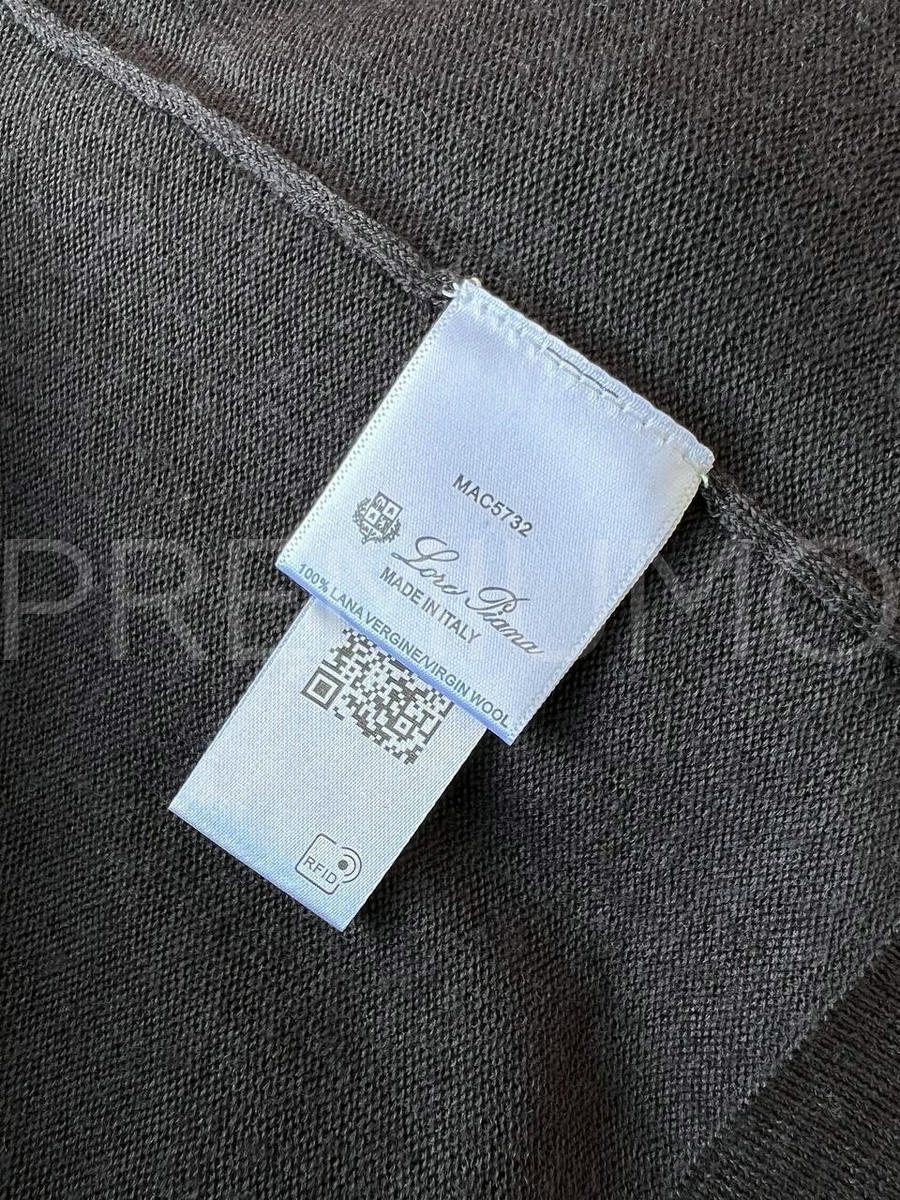 MAC5732
Loro Piana
MADE IN ITALY
100% LANA VERGINE/VIRGIN WOOL
RFID